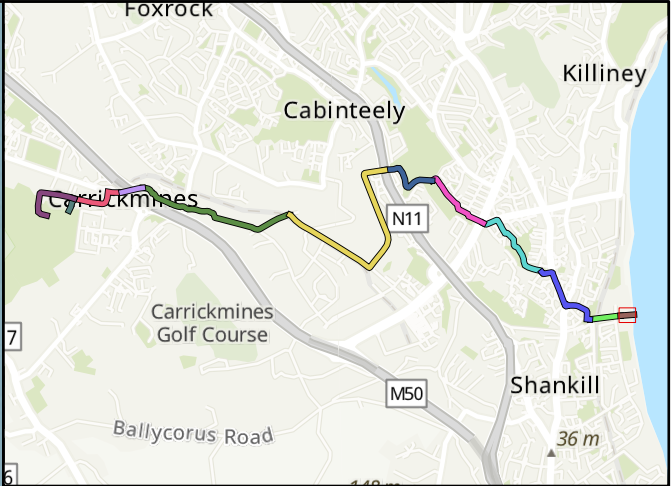 Foxrock
Killiney
Cabinteely
Carrickmines
N11
Carrickmines
Golf Course
7
M50
Shankill
Ballycorus Road
36 m
6